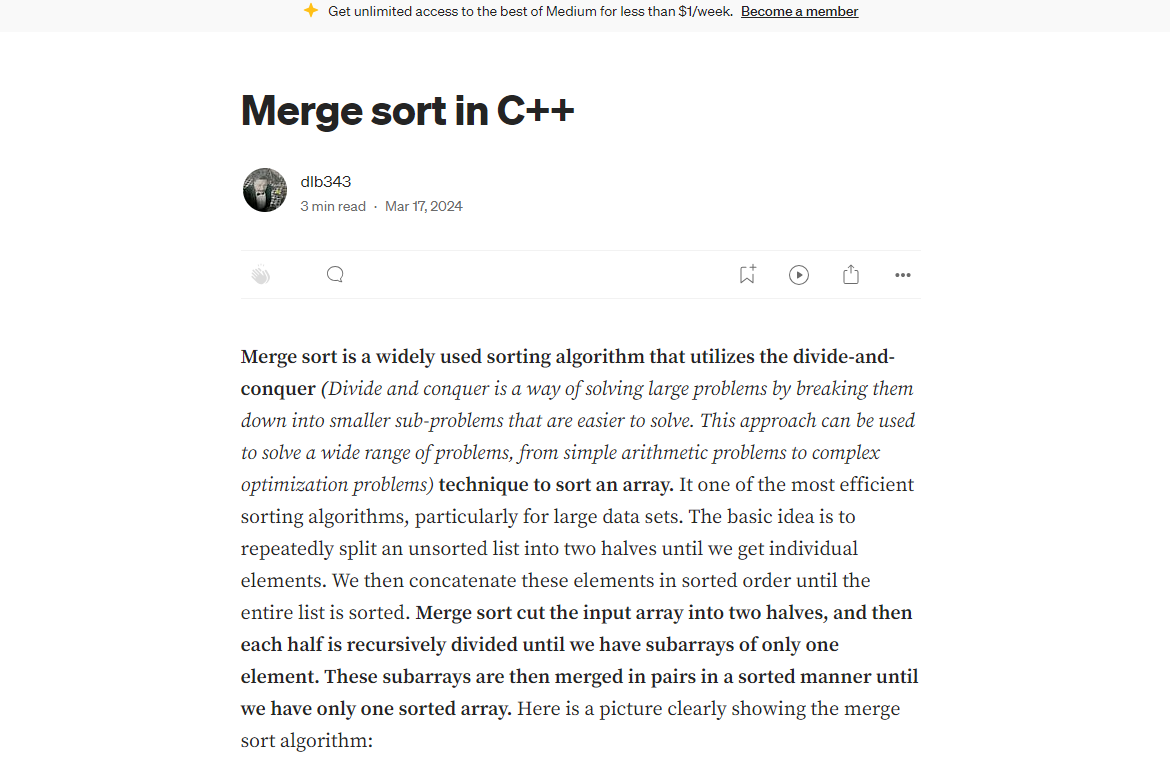 Get unlimited access to the best of Medium for less than $1/week. Become a member
Merge sort in C++
dlb343
3 min read · Mar 17, 2024
Merge sort is a widely used sorting algorithm that utilizes the divide-and-
conquer (Divide and conquer is a way of solving large problems by breaking them
down into smaller sub-problems that are easier to solve. This approach can be used
to solve a wide range of problems, from simple arithmetic problems to complex
optimization problems) technique to sort an array. It one of the most efficient
sorting algorithms, particularly for large data sets. The basic idea is to
repeatedly split an unsorted list into two halves until we get individual
elements. We then concatenate these elements in sorted order until the
entire list is sorted. Merge sort cut the input array into two halves, and then
each half is recursively divided until we have subarrays of only one
element. These subarrays are then merged in pairs in a sorted manner until
we have only one sorted array. Here is a picture clearly showing the merge
sort algorithm: